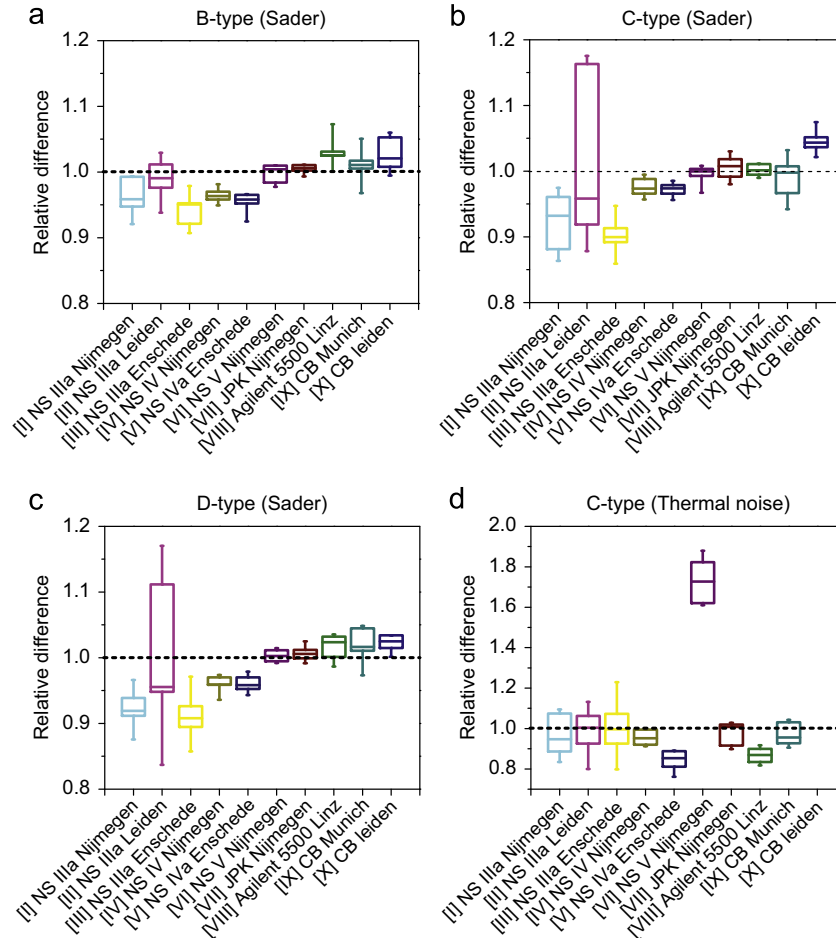 a
B-type (Sader)
Relative difference
1.2
1.1
1.0
0.9
0.8
[I] NS IIIa Nijmegen
[II] NS IIIa Leiden
[III] NS IIIa Enschede
[IV] NS IV Nijmegen
[V] NS IVa Enschede
[VI] NS V Nijmegen
[VII] JPK Nijmegen
[VIII] Agilent 5500 Linz
[IX] CB Munich
[X] CB leiden
b
C-type (Sader)
Relative difference
1.2
1.1
1.0
0.9
0.8
[I] NS IIIa Nijmegen
[II] NS IIIa Leiden
[III] NS IIIa Enschede
[IV] NS IV Nijmegen
[V] NS IVa Enschede
[VI] NS V Nijmegen
[VII] JPK Nijmegen
[VIII] Agilent 5500 Linz
[IX] CB Munich
[X] CB leiden
c
D-type (Sader)
Relative difference
1.2
1.1
1.0
0.9
0.8
[I] NS IIIa Nijmegen
[II] NS IIIa Leiden
[III] NS IIIa Enschede
[IV] NS IV Nijmegen
[V] NS IVa Enschede
[VI] NS V Nijmegen
[VII] JPK Nijmegen
[VIII] Agilent 5500 Linz
[IX] CB Munich
[X] CB leiden
d
C-type (Thermal noise)
Relative difference
2.0
1.8
1.6
1.2
1.0
0.8
[I] NS IIIa Nijmegen
[II] NS IIIa Leiden
[III] NS IIIa Enschede
[IV] NS IV Nijmegen
[V] NS IVa Enschede
[VI] NS V Nijmegen
[VII] JPK Nijmegen
[VIII] Agilent 5500 Linz
[IX] CB Munich
[X] CB leiden